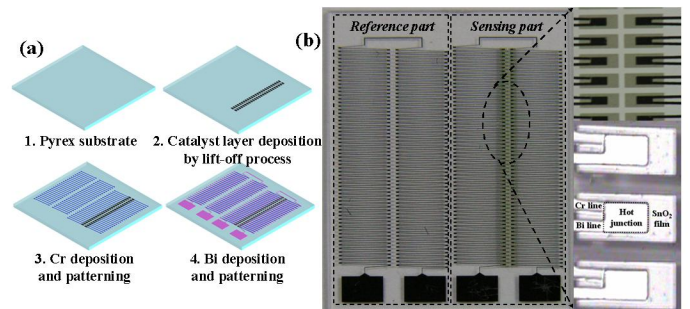 (a)
1. Pyrex substrate
2. Catalyst layer deposition
by lift-off process
3. Cr deposition
and patterning
4. Bi deposition
and patterning
(b)
Reference part
Sensing part
Cr line
Bi line
Hot
junction
SnO2
film